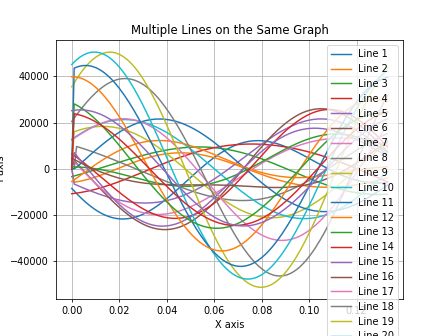 Multiple Lines on the Same Graph
40000
20000
0
−20000
−40000
axis
0.00
0.02
0.04
0.06
0.08
0.10
X axis
Line 1
Line 2
Line 3
Line 4
Line 5
Line 6
Line 7
Line 8
Line 9
Line 10
Line 11
Line 12
Line 13
Line 14
Line 15
Line 16
Line 17
Line 18
Line 19
Line 20